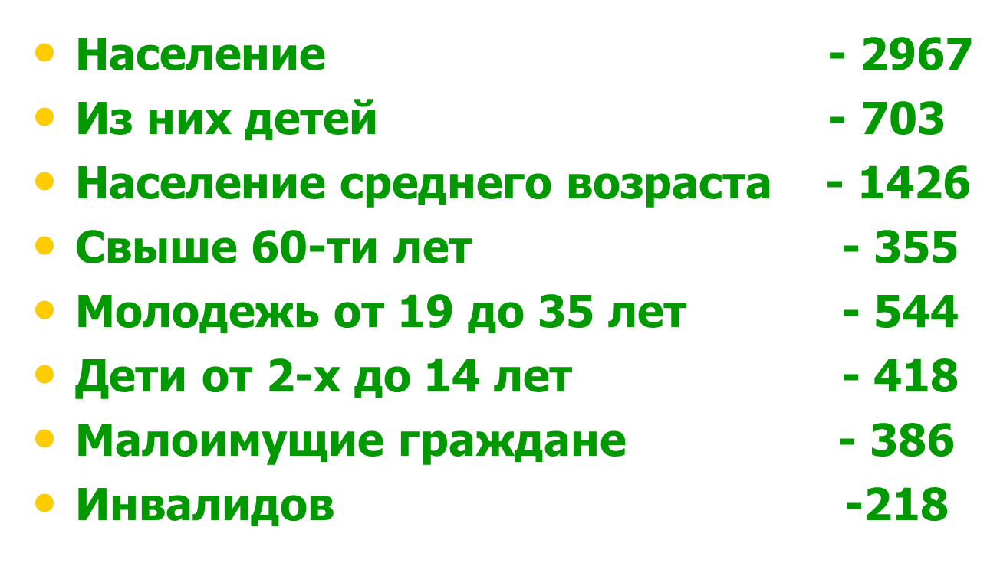 • Население - 2967
• Из них детей - 703
• Население среднего возраста - 1426
• Свыше 60-ти лет - 355
• Молодежь от 19 до 35 лет - 544
• Дети от 2-х до 14 лет - 418
• Малоимущие граждане - 386
• Инвалидов -218